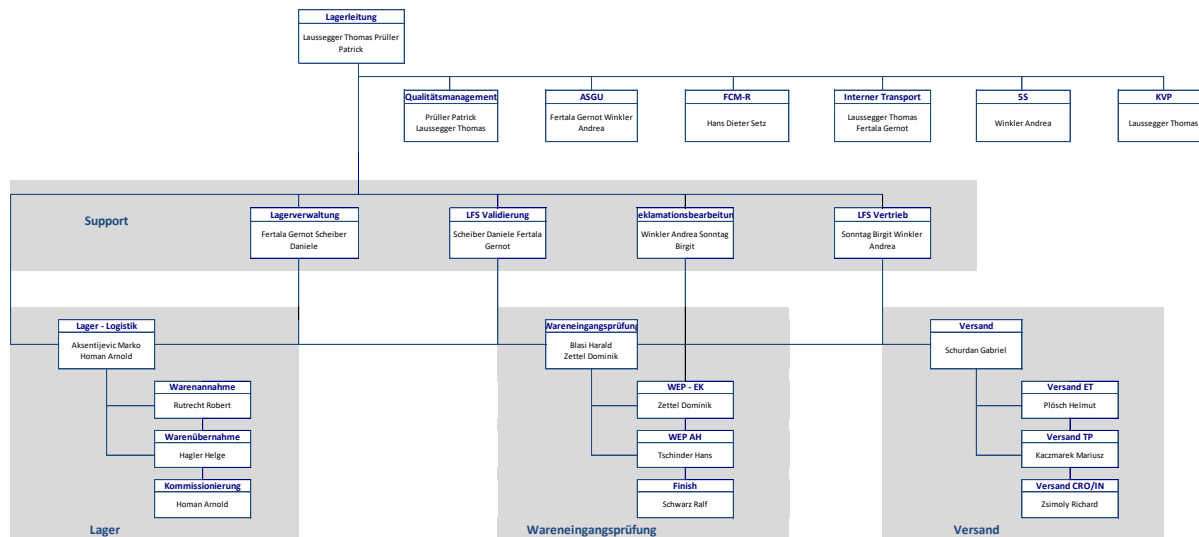 Lagerleitung
Laussegger Thomas Prüller
Patrick
Qualitätsmanagement
Prüller Patrick
Laussegger Thomas
ASGU
Fertala Gernot Winkler
Andrea
FCM-R
Hans Dieter Setz
Interner Transport
Laussegger Thomas
Fertala Gernot
5S
Winkler Andrea
KVP
Laussegger Thomas
Support
Lagerverwaltung
Fertala Gernot Scheiber
Daniele
LFS Validierung
Scheiber Daniele Fertala
Gernot
eklamationsbearbeitun
Winkler Andrea Sonntag
Birgit
LFS Vertrieb
Sonntag Birgit Winkler
Andrea
Lager - Logistik
Aksentijevic Marko
Homan Arnold
Warenannahme
Rutrecht Robert
Warenübernahme
Hagler Helge
Kommissionierung
Homan Arnold
Lager
Wareneingangsprüfung
Blasi Harald
Zettel Dominik
WEP - EK
Zettel Dominik
WEP AH
Tschinder Hans
Finish
Schwarz Ralf
Wareneingangsprüfung
Versand
Schurdan Gabriel
Versand ET
Plösch Helmut
Versand TP
Kaczmarek Mariusz
Versand CRO/IN
Zsimoly Richard
Versand